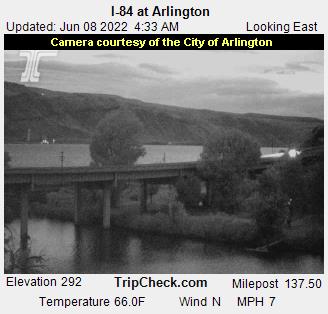 I-84 at Arlington
Updated: Jun 08 2022 4:33 AM Looking East
Camera courtesy of the City of Arlington
Elevation 292 TripCheck.com Milepost 137.50
Temperature 66.0F Wind N MPH 7